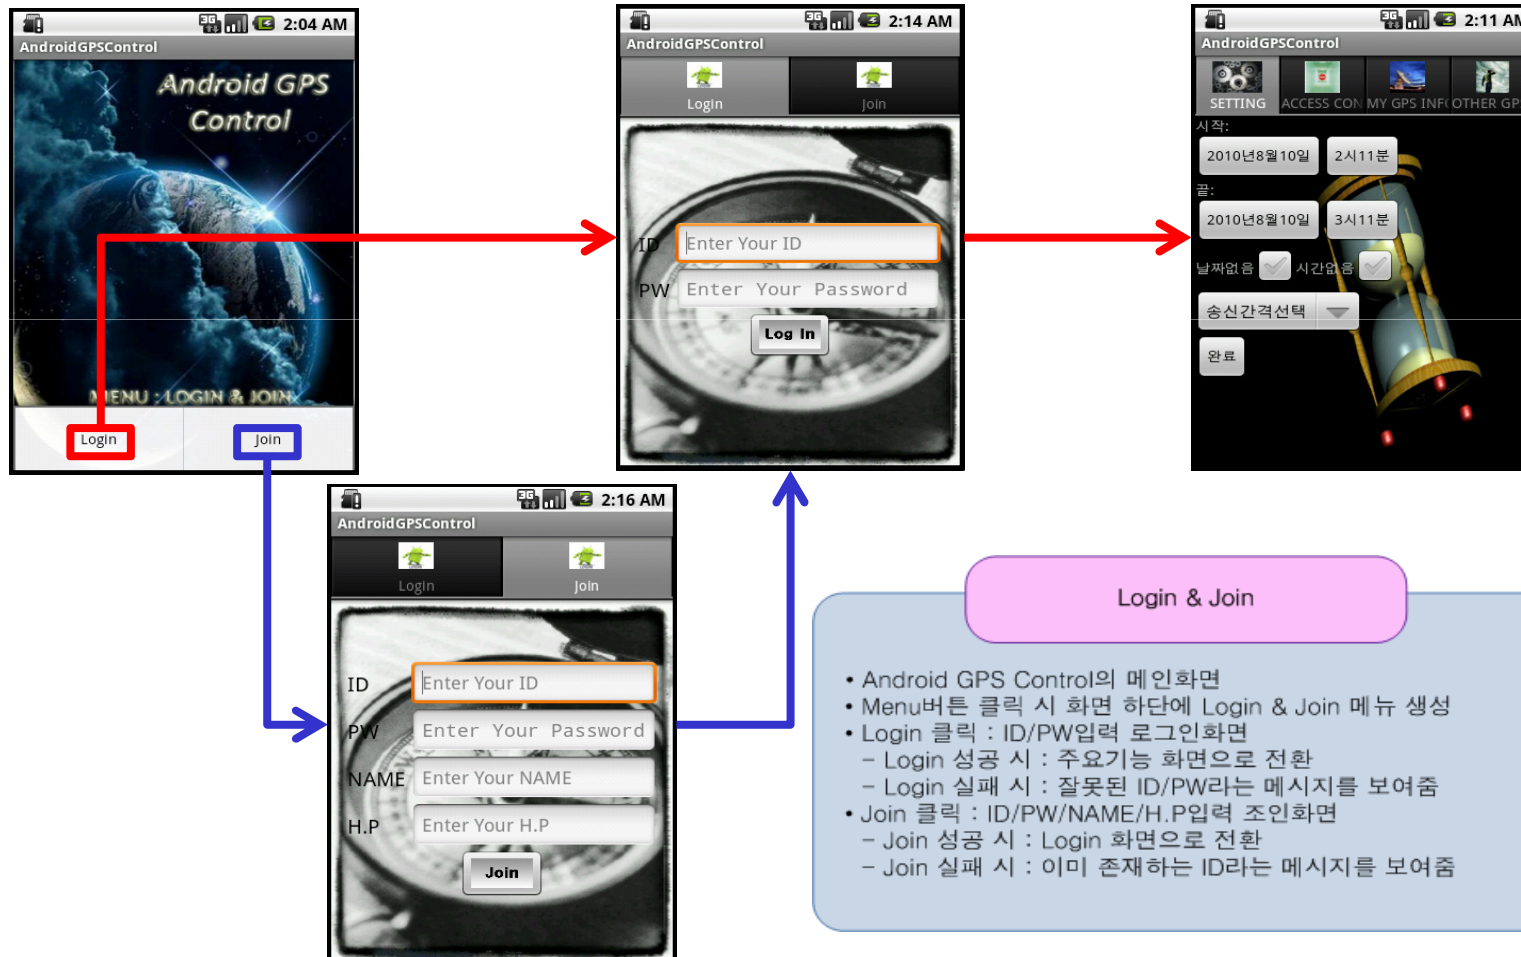 3G 2:04 AM
AndroidGPSControl
Android GPS
Control
MENU : LOGIN & JOIN
Login Join
3G 2:14 AM
AndroidGPSControl
Login Join
ID Enter Your ID
PW Enter Your Password
Log In
3G 2:11 AM
AndroidGPSControl
SETTING ACCESS CON MY GPS INF OTHER GP
시작:
2010년8월10일 2시11분
끝:
2010년8월10일 3시11분
날짜없음 시간없음
송신간격선택
완료
3G 2:16 AM
AndroidGPSControl
Login Join
ID Enter Your ID
PW Enter Your Password
NAME Enter Your NAME
H.P Enter Your H.P
Join
Login & Join
• Android GPS Control의 메인화면
• Menu버튼 클릭 시 화면 하단에 Login & Join 메뉴 생성
• Login 클릭 : ID/PW입력 로그인화면
– Login 성공 시 : 주요기능 화면으로 전환
– Login 실패 시 : 잘못된 ID/PW라는 메시지를 보여줌
• Join 클릭 : ID/PW/NAME/H.P입력 조인화면
– Join 성공 시 : Login 화면으로 전환
– Join 실패 시 : 이미 존재하는 ID라는 메시지를 보여줌